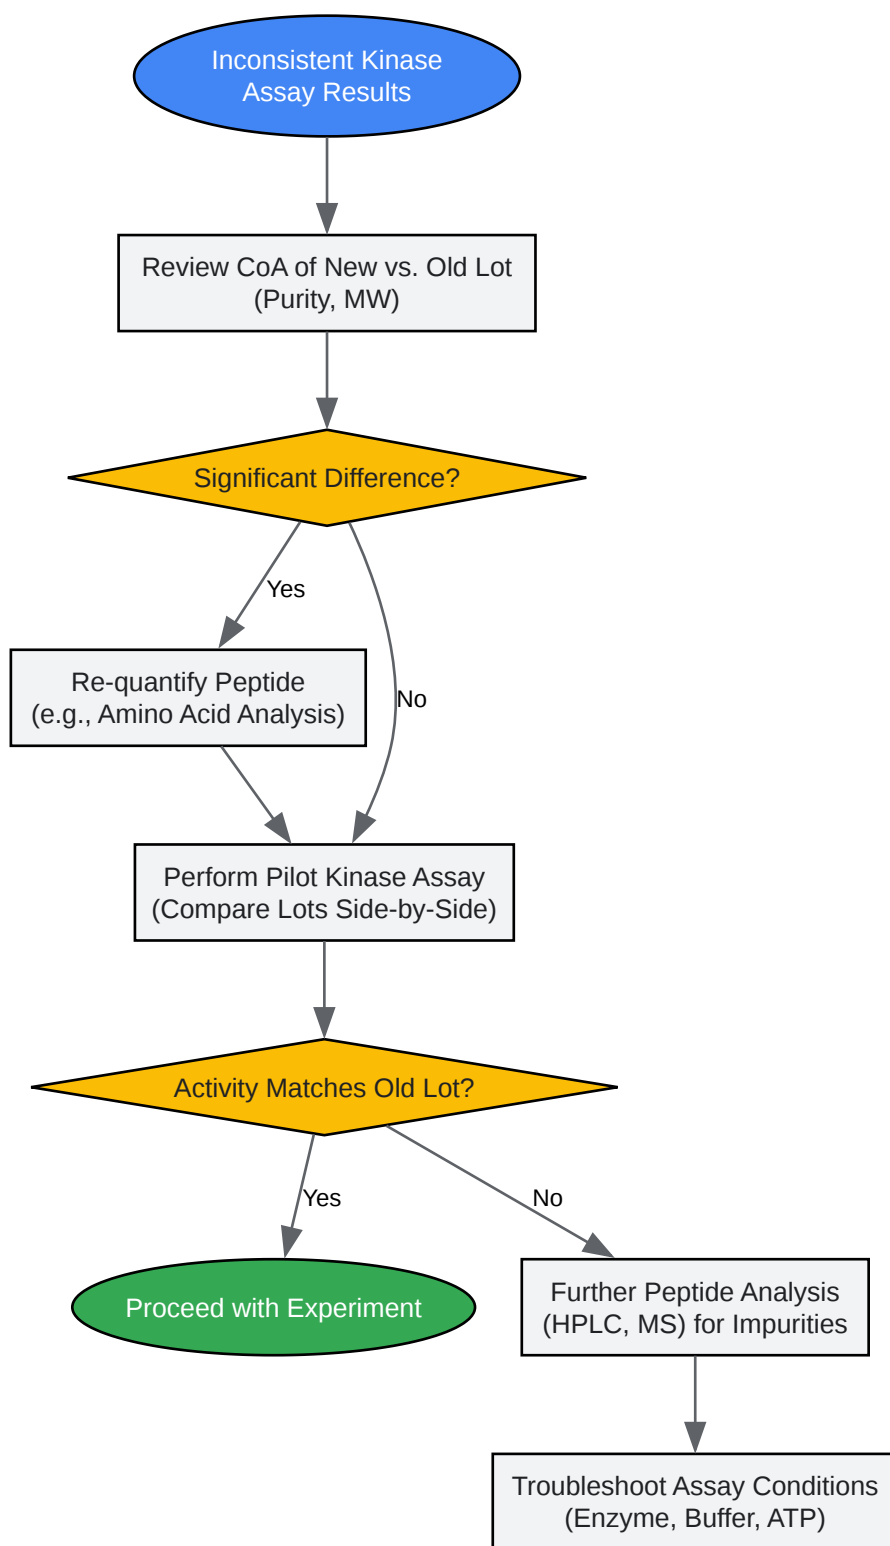 Inconsistent Kinase
Assay Results
Review CoA of New vs. Old Lot
(Purity, MW)
Significant Difference?
Yes
Re-quantify Peptide
(e.g., Amino Acid Analysis)
No
Perform Pilot Kinase Assay
(Compare Lots Side-by-Side)
Activity Matches Old Lot?
Yes
No
Proceed with Experiment
Further Peptide Analysis
(HPLC, MS) for Impurities
Troubleshoot Assay Conditions
(Enzyme, Buffer, ATP)